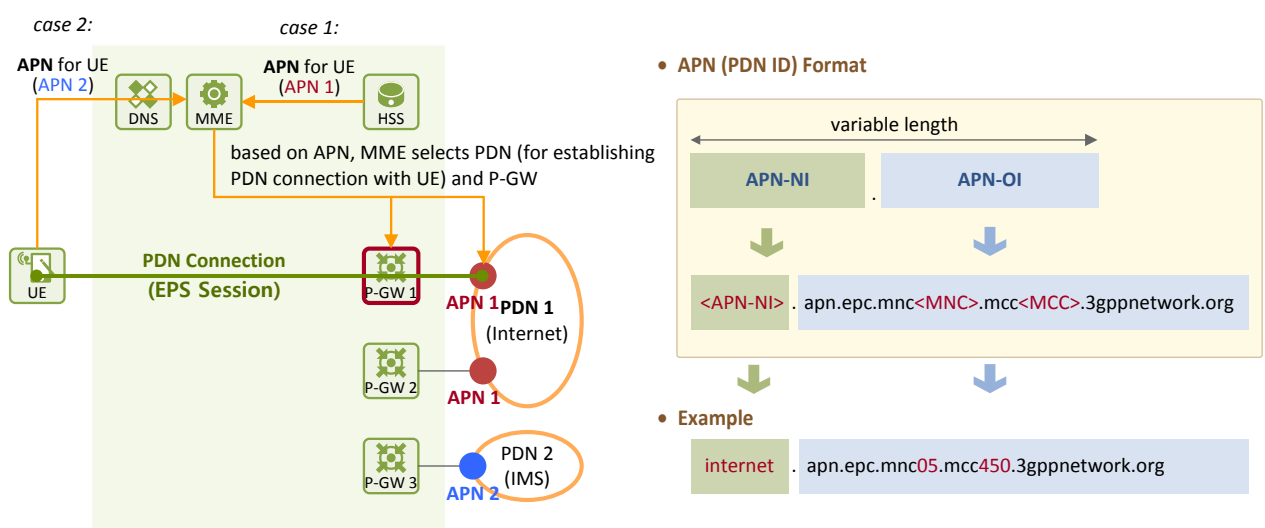 case 2:
case 1:
APN for UE
(APN 2)
APN for UE
(APN 1)
DNS
MME
HSS
based on APN, MME selects PDN (for establishing
PDN connection with UE) and P-GW
UE
PDN Connection
(EPS Session)
P-GW 1
APN 1
PDN 1
(Internet)
P-GW 2
APN 1
P-GW 3
APN 2
PDN 2
(IMS)
• APN (PDN ID) Format
variable length
APN-NI . APN-OI
<APN-NI> . apn.epc.mnc<MNC>.mcc<MCC>.3gppnetwork.org
• Example
internet . apn.epc.mnc05.mcc450.3gppnetwork.org